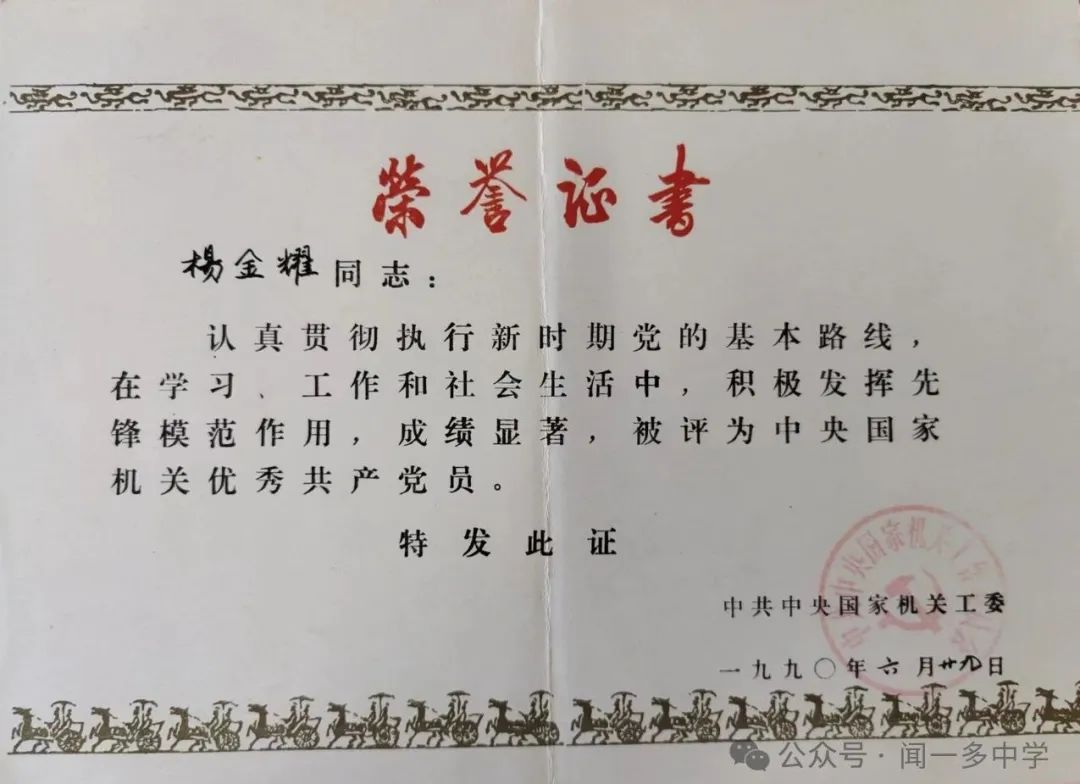 榮誉证書
楊金耀同志：
认真贯彻执行新时期党的基本路线，
在学习、工作和社会生活中，积极发挥先
锋模范作用，成绩显著，被评为中央国家
机关优秀共产党员。
特发此证
中共中央国家机关工委
一九九〇年六月廿九日
公众号·闻一多中学